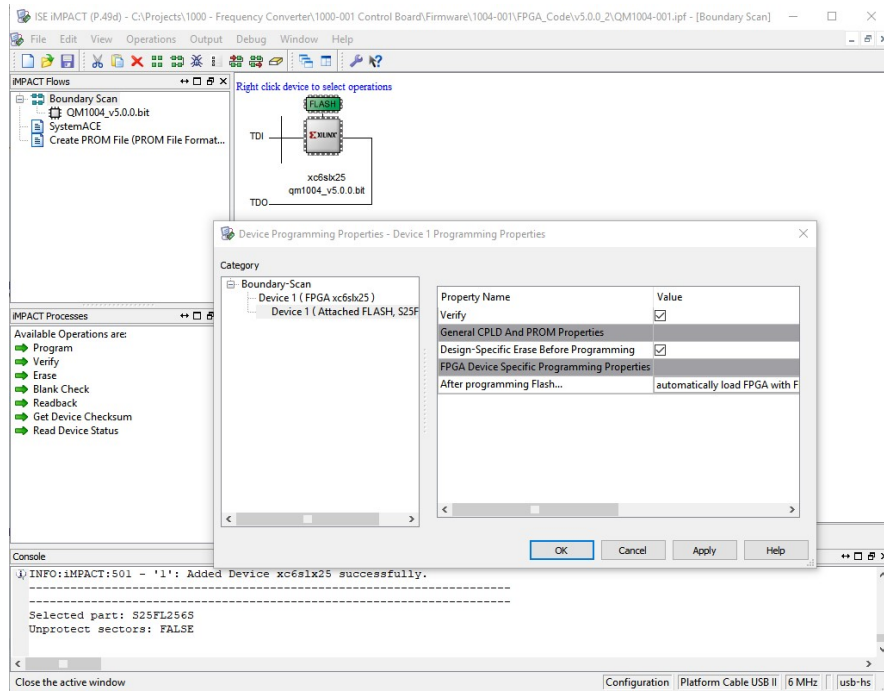 ISE iMPACT (P.49d) - C:\Projects\1000 - Frequency Converter\1000-001 Control Board\Firmware\1004-001\FPGA_Code\v5.0.0_2\QM1004-001.ipf - [Boundary Scan]
File Edit View Operations Output Debug Window Help
iMPACT Flows
Boundary Scan
QM1004_v5.0.0.bit
SystemACE
Create PROM File (PROM File Format...
Right click device to select operations
FLASH
TDI
XILINX
xc6slx25
qm1004_v5.0.0.bit
TDO
Device Programming Properties - Device 1 Programming Properties
Category
Boundary-Scan
Device 1 ( FPGA xc6slx25 )
Device 1 ( Attached FLASH, S25F
Property Name Value
Verify
General CPLD And PROM Properties
Design-Specific Erase Before Programming
FPGA Device Specific Programming Properties
After programming Flash... automatically load FPGA with F
OK Cancel Apply Help
iMPACT Processes
Available Operations are:
Program
Verify
Erase
Blank Check
Readback
Get Device Checksum
Read Device Status
Console
INFO:iMPACT:501 - '1': Added Device xc6slx25 successfully.
----------------------------------------------------------------------
----------------------------------------------------------------------
Selected part: S25FL256S
Unprotect sectors: FALSE
Close the active window
Configuration Platform Cable USB II 6 MHz usb-hs